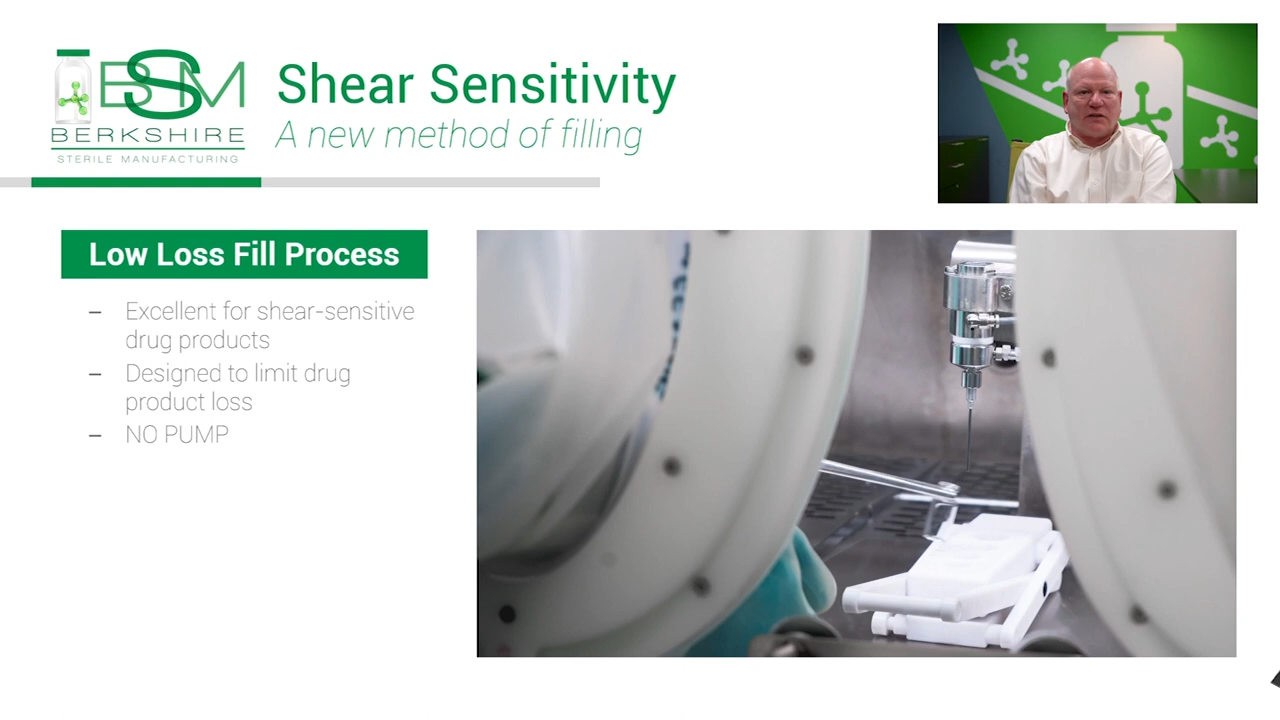 BSM
BERKSHIRE
STERILE MANUFACTURING
Shear Sensitivity
A new method of filling
Low Loss Fill Process
– Excellent for shear-sensitive
drug products
– Designed to limit drug
product loss
– NO PUMP